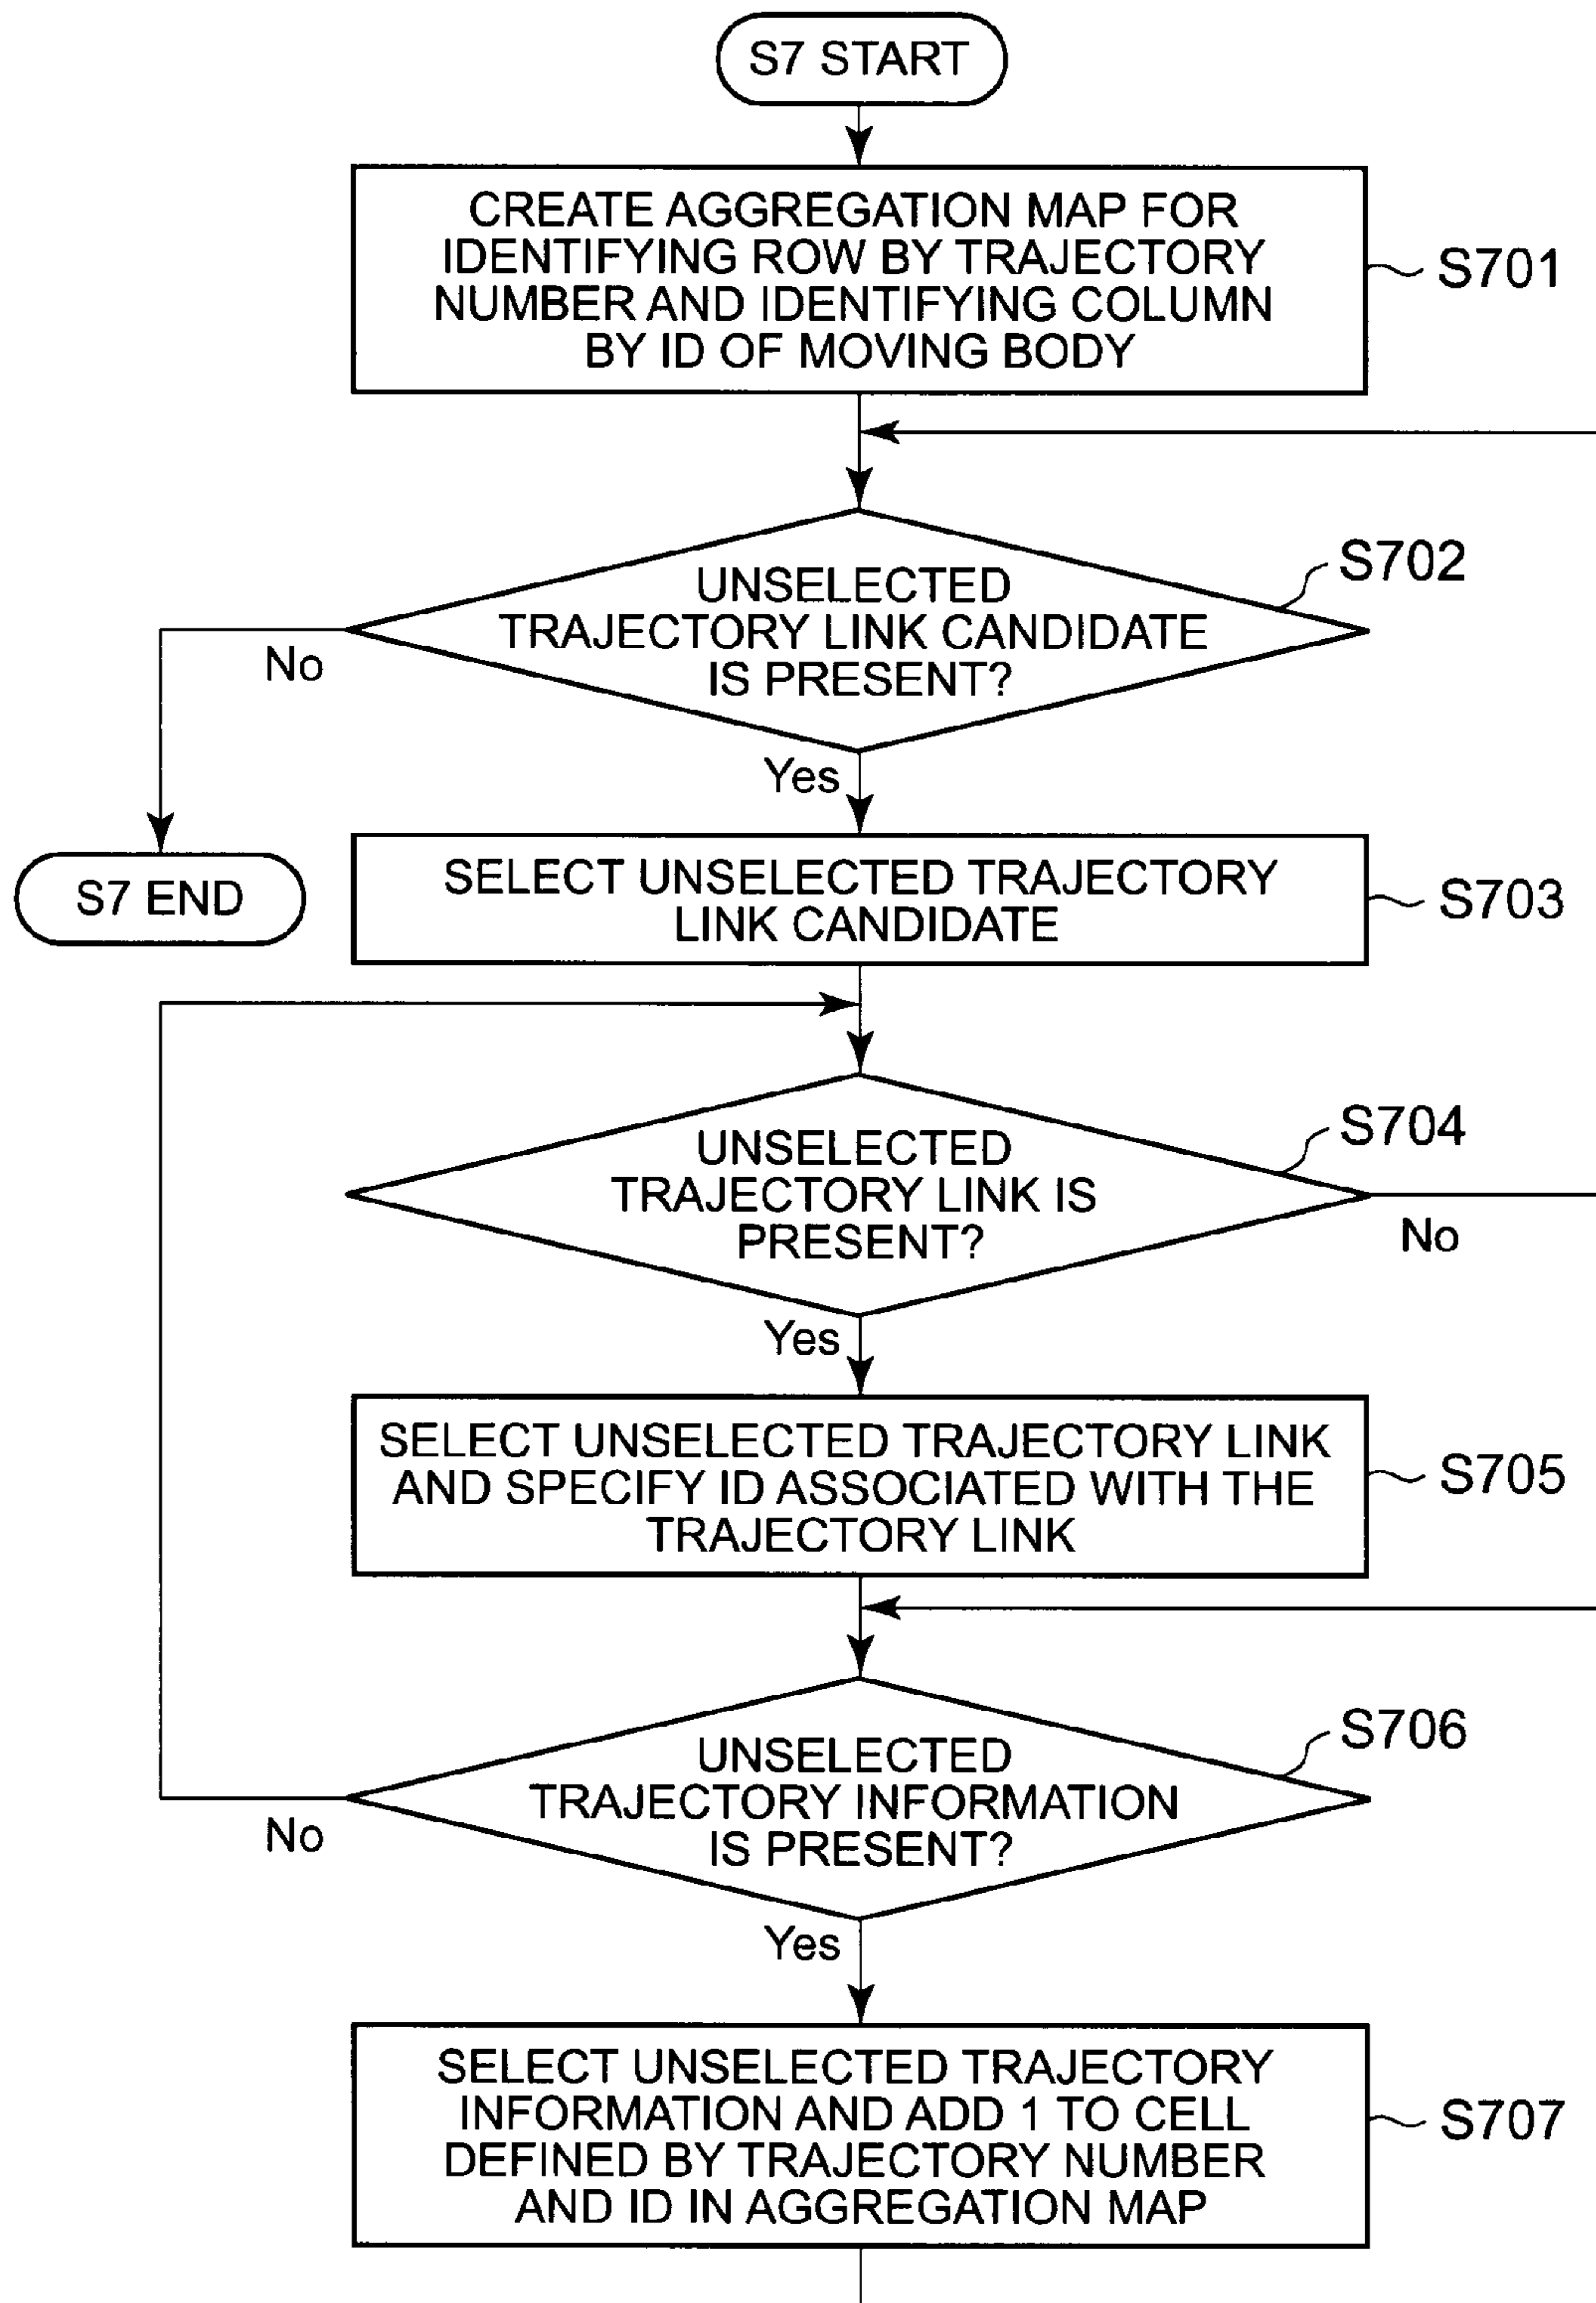 S7 START
CREATE AGGREGATION MAP FOR
IDENTIFYING ROW BY TRAJECTORY
NUMBER AND IDENTIFYING COLUMN
BY ID OF MOVING BODY
S701
UNSELECTED
TRAJECTORY LINK CANDIDATE
IS PRESENT?
S702
No
Yes
S7 END
SELECT UNSELECTED TRAJECTORY
LINK CANDIDATE
S703
UNSELECTED
TRAJECTORY LINK IS
PRESENT?
S704
No
Yes
SELECT UNSELECTED TRAJECTORY LINK
AND SPECIFY ID ASSOCIATED WITH THE
TRAJECTORY LINK
S705
UNSELECTED
TRAJECTORY INFORMATION
IS PRESENT?
S706
No
Yes
SELECT UNSELECTED TRAJECTORY
INFORMATION AND ADD 1 TO CELL
DEFINED BY TRAJECTORY NUMBER
AND ID IN AGGREGATION MAP
S707